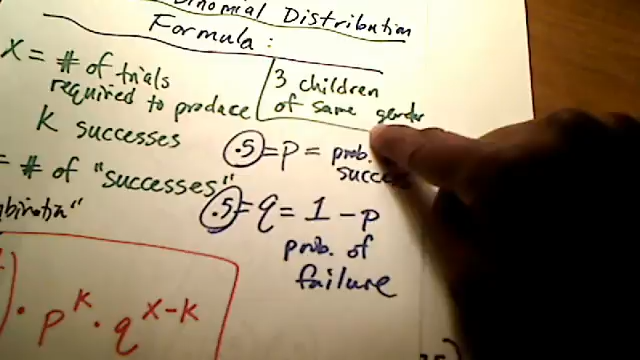 Binomial Distribution
Formula:
X = # of trials
required to produce
k successes
3 children
of same gender
.5 = p = prob.
success
= # of "successes"
.5 = q = 1 - p
prob. of
failure
) · p^k · q^x-k